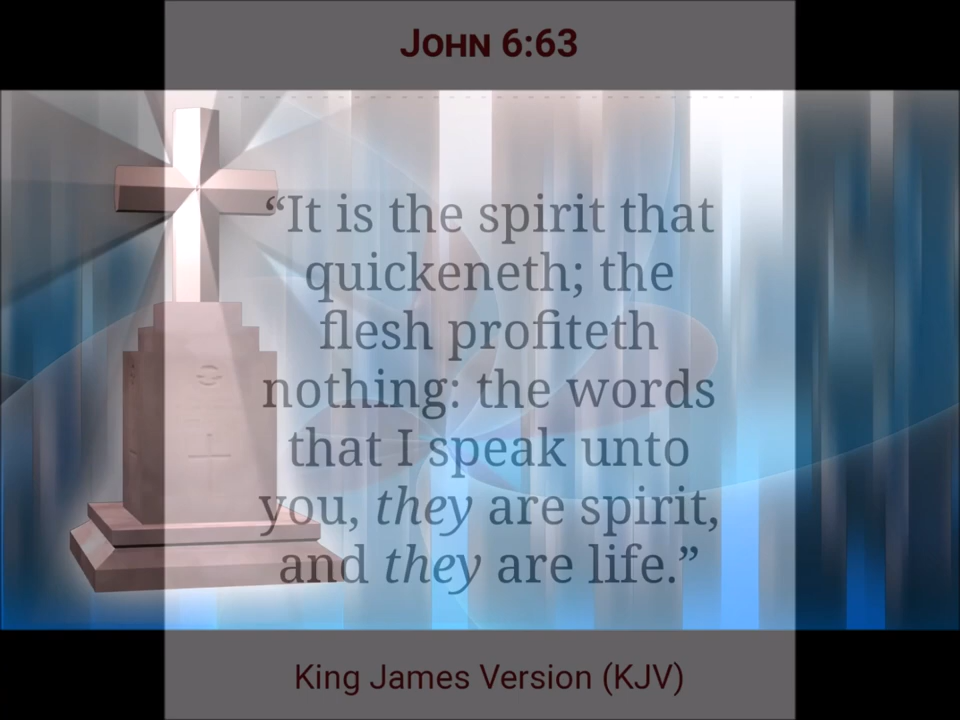 John 6:63
“It is the spirit that
quickeneth; the
flesh profiteth
nothing: the words
that I speak unto
you, they are spirit,
and they are life.”
King James Version (KJV)